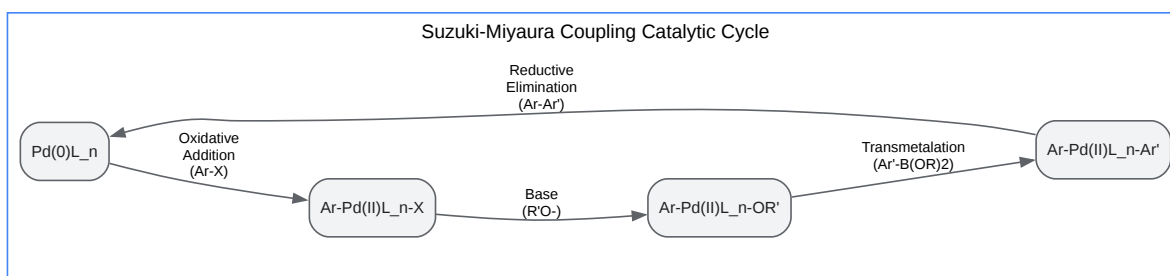 Suzuki-Miyaura Coupling Catalytic Cycle
Reductive
Elimination
(Ar-Ar')
Pd(0)L_n
Oxidative
Addition
(Ar-X)
Ar-Pd(II)L_n-X
Base
(R'O-)
Ar-Pd(II)L_n-OR'
Transmetalation
(Ar'-B(OR)2)
Ar-Pd(II)L_n-Ar'